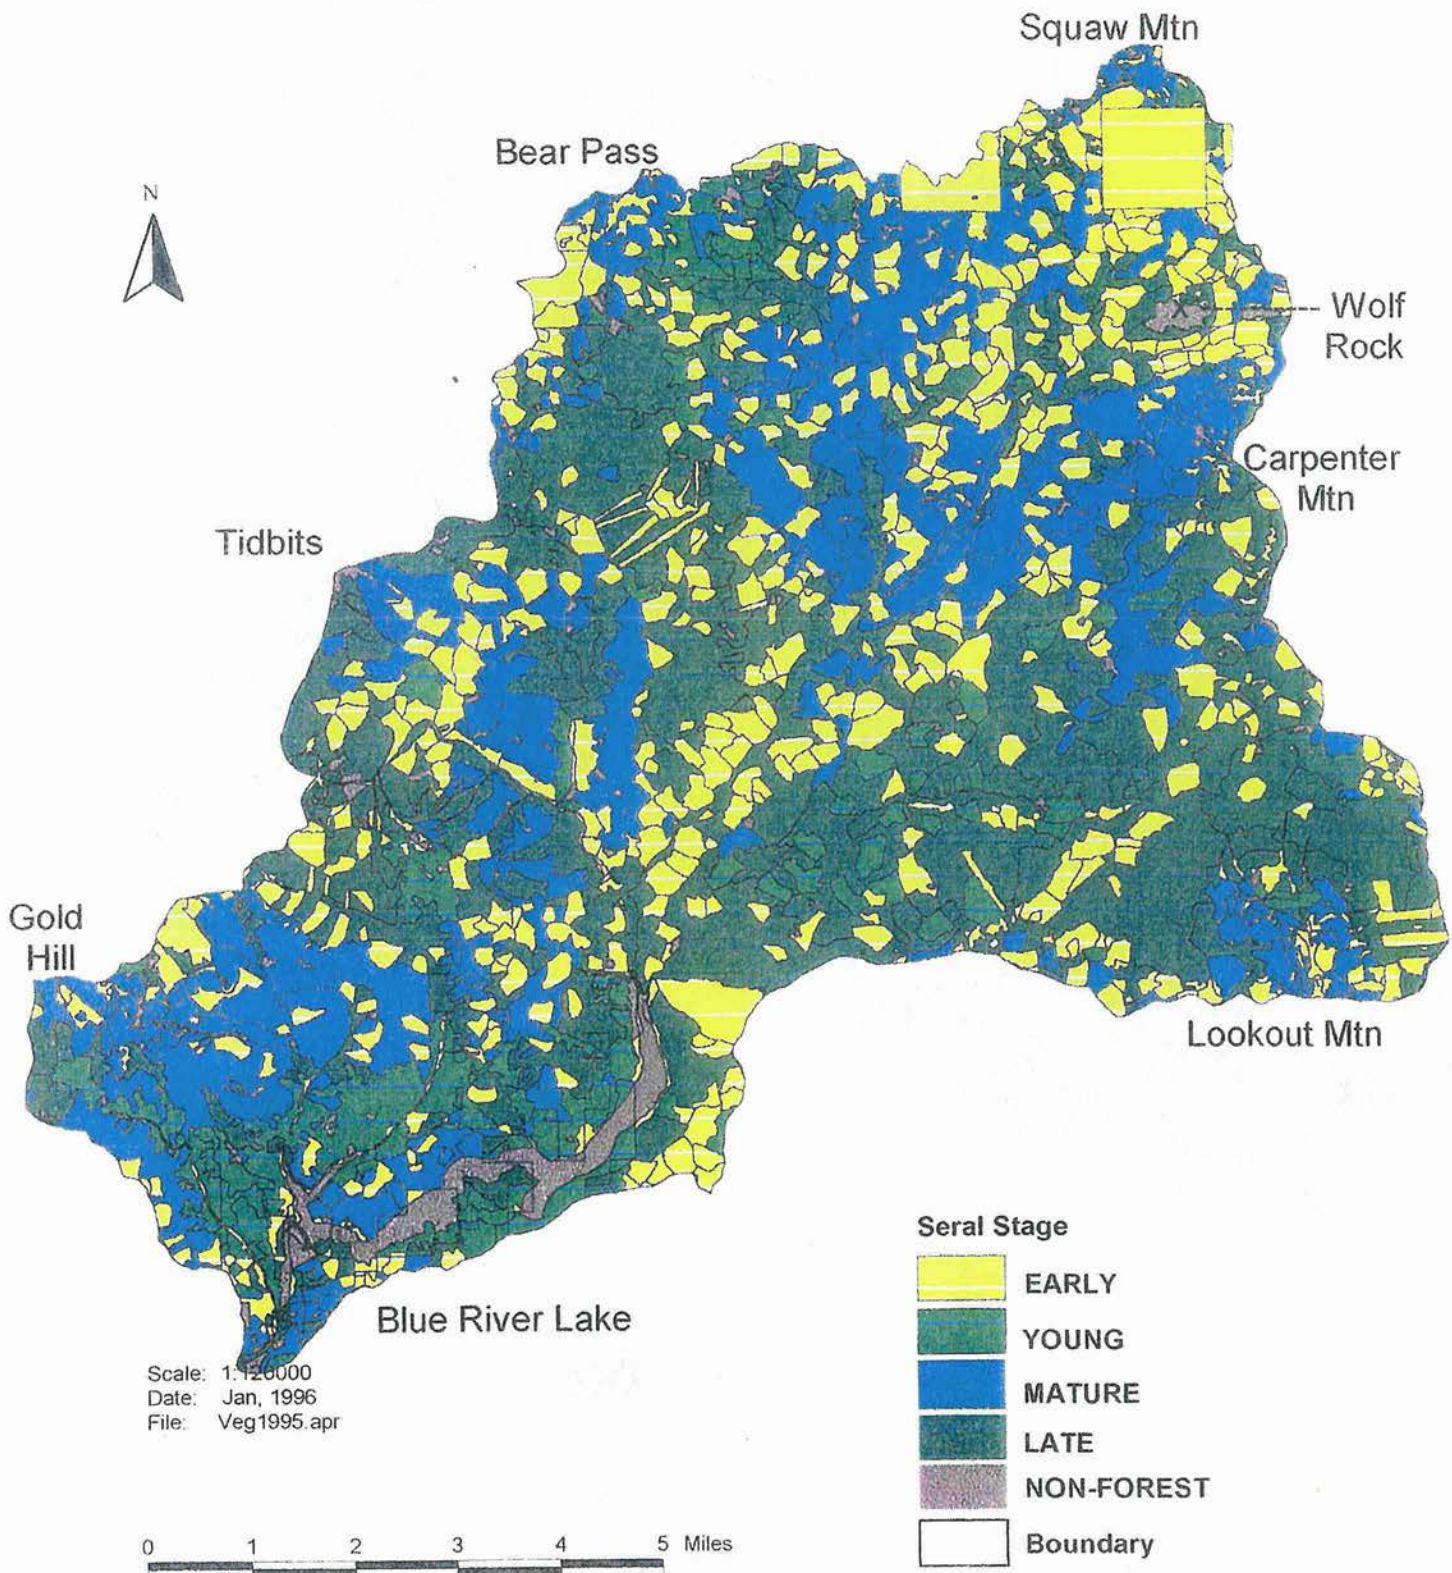 Squaw Mtn
Bear Pass
N
Wolf
Rock
X
Carpenter
Mtn
Tidbits
Gold
Hill
Lookout Mtn
Blue River Lake
Scale: 1:126000
Date: Jan, 1996
File: Veg1995.apr
Seral Stage
EARLY
YOUNG
MATURE
LATE
NON-FOREST
Boundary
0 1 2 3 4 5 Miles